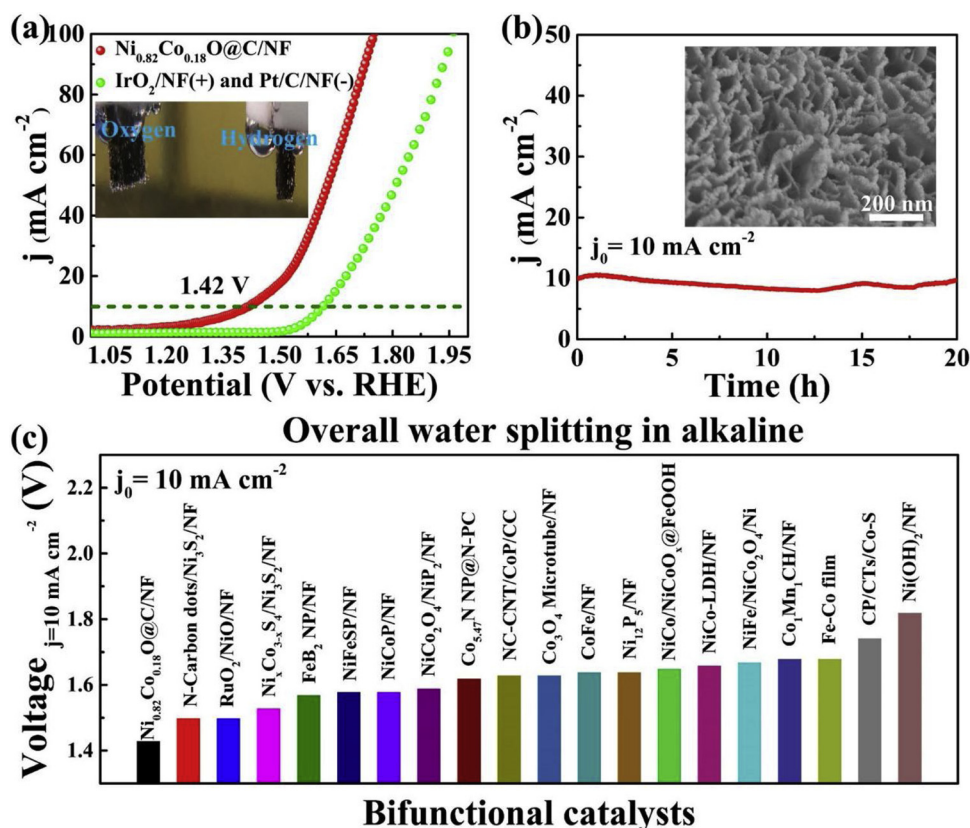 (a)
100
80
60
40
20
0
j (mA cm⁻²)
Ni₀.₈₂Co₀.₁₈O@C/NF
IrO₂/NF(+) and Pt/C/NF(-)
Oxygen
Hydrogen
1.42 V
1.05 1.20 1.35 1.50 1.65 1.80 1.95
Potential (V vs. RHE)
(b)
50
40
30
20
10
0
j (mA cm⁻²)
200 nm
j₀= 10 mA cm⁻²
0 5 10 15 20
Time (h)
(c)
Overall water splitting in alkaline
j₀= 10 mA cm⁻²
2.2
2.0
1.8
1.6
1.4
Voltage j=10 mA cm⁻² (V)
Ni₀.₈₂Co₀.₁₈O@C/NF
N-Carbon dots/Ni₃S₂/NF
RuO₂/NiO/NF
NiₓCo₃₋ₓS₄/Ni₃S₂/NF
FeB₂ NP/NF
NiFeSP/NF
NiCoP/NF
NiCo₂O₄/NiP₂/NF
Co₅.₄₇N NP@N-PC
NC-CNT/CoP/CC
Co₃O₄ Microtube/NF
CoFe/NF
Ni₁₂P₅/NF
NiCo/NiCoOₓ@FeOOH
NiCo-LDH/NF
NiFe/NiCo₂O₄/Ni
Co₁Mn₁CH/NF
Fe-Co film
CP/CTs/Co-S
Ni(OH)₂/NF
Bifunctional catalysts